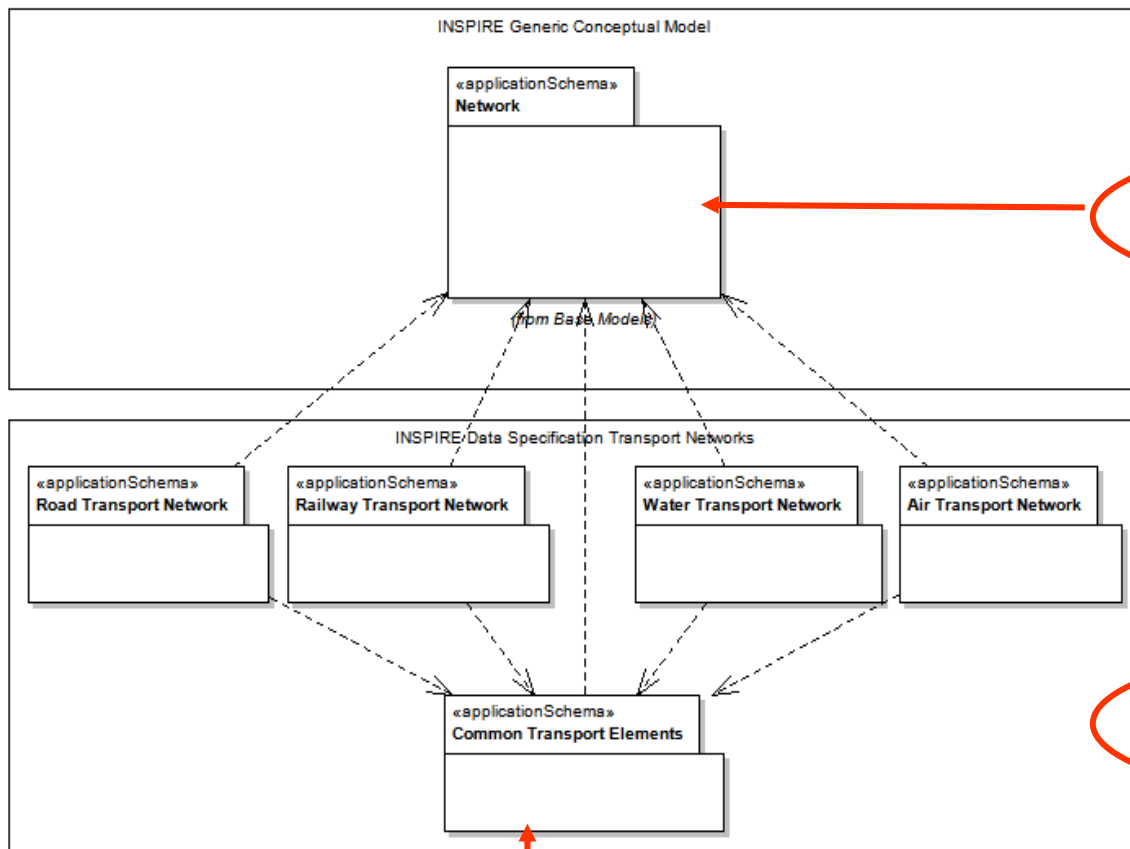 INSPIRE Generic Conceptual Model
«applicationSchema»
Network
(from Base Models)
INSPIRE Data Specification Transport Networks
«applicationSchema»
Road Transport Network
«applicationSchema»
Railway Transport Network
«applicationSchema»
Water Transport Network
«applicationSchema»
Air Transport Network
«applicationSchema»
Common Transport Elements